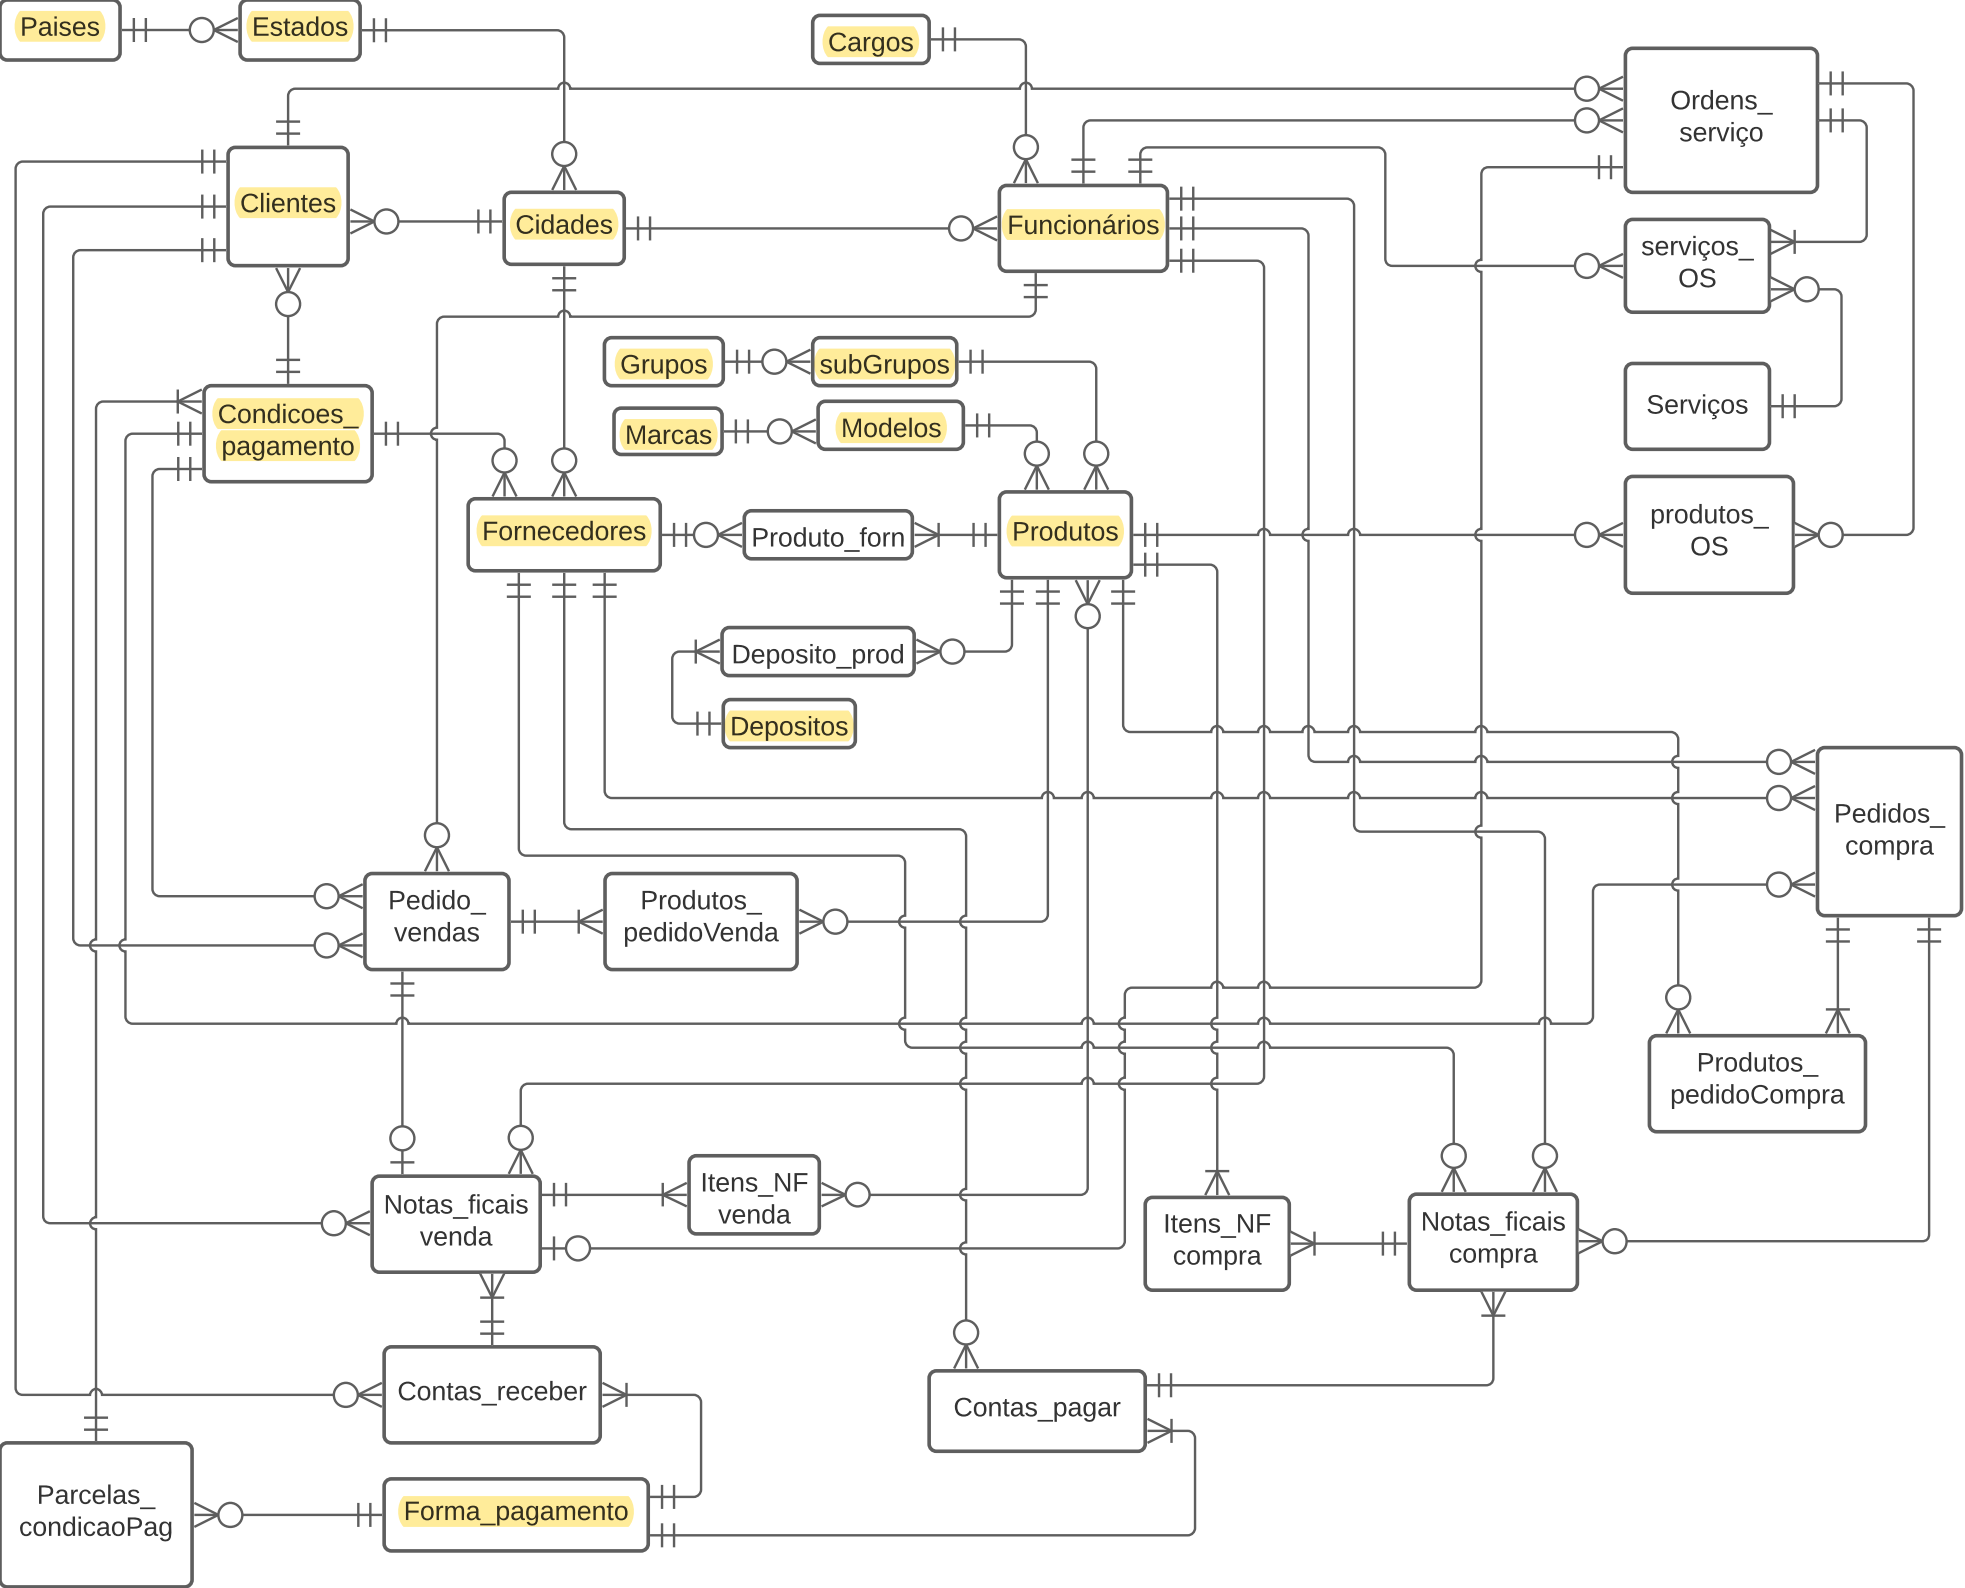 Paises
Estados
Cargos
Ordens_
serviço
Clientes
Cidades
Funcionários
serviços_
OS
Grupos
subGrupos
Serviços
Condicoes_
pagamento
Marcas
Modelos
Fornecedores
Produto_forn
Produtos
produtos_
OS
Deposito_prod
Depositos
Pedidos_
compra
Pedido_
vendas
Produtos_
pedidoVenda
Produtos_
pedidoCompra
Notas_ficais
venda
Itens_NF
venda
Itens_NF
compra
Notas_ficais
compra
Contas_receber
Contas_pagar
Parcelas_
condicaoPag
Forma_pagamento